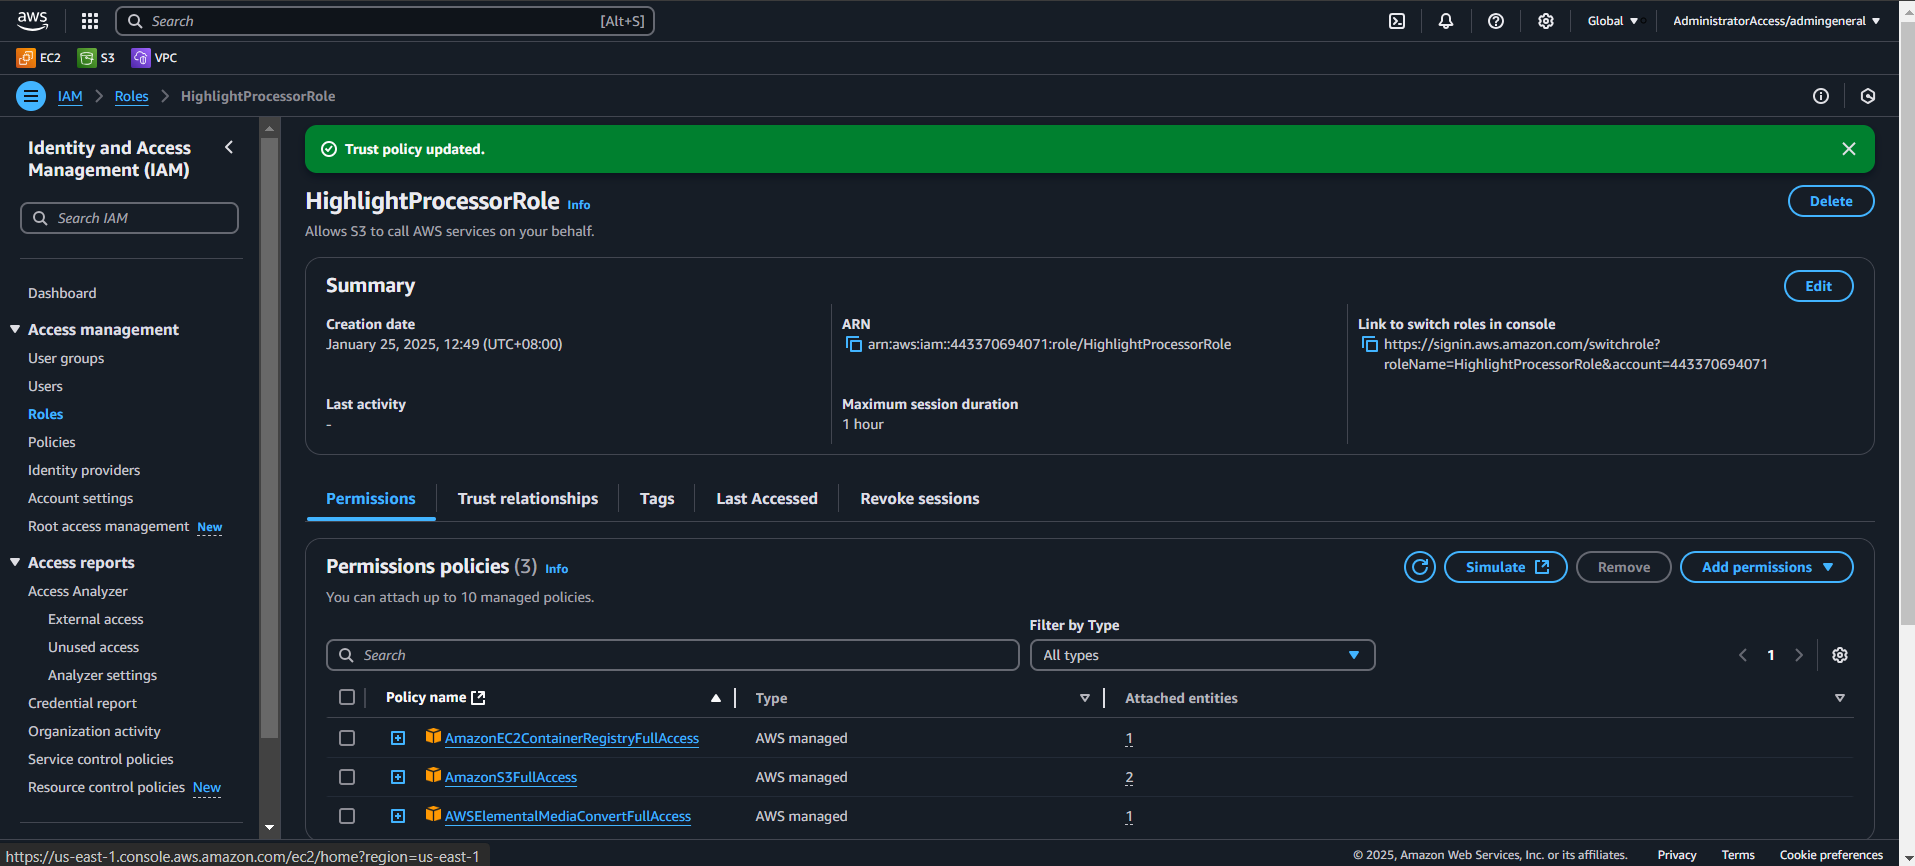 aws
Search
[Alt+S]
Global
AdministratorAccess/admingeneral
EC2
S3
VPC
IAM
Roles
HighlightProcessorRole
Identity and Access Management (IAM)
Search IAM
Dashboard
Access management
User groups
Users
Roles
Policies
Identity providers
Account settings
Root access management New
Access reports
Access Analyzer
External access
Unused access
Analyzer settings
Credential report
Organization activity
Service control policies
Resource control policies New
Trust policy updated.
HighlightProcessorRole Info
Delete
Allows S3 to call AWS services on your behalf.
Summary
Edit
Creation date
January 25, 2025, 12:49 (UTC+08:00)
ARN
arn:aws:iam::443370694071:role/HighlightProcessorRole
Link to switch roles in console
https://signin.aws.amazon.com/switchrole?
roleName=HighlightProcessorRole&account=443370694071
Last activity
-
Maximum session duration
1 hour
Permissions
Trust relationships
Tags
Last Accessed
Revoke sessions
Permissions policies (3) Info
Simulate
Remove
Add permissions
You can attach up to 10 managed policies.
Filter by Type
Search
All types
1
Policy name
Type
Attached entities
AmazonEC2ContainerRegistryFullAccess
AWS managed
1
AmazonS3FullAccess
AWS managed
2
AWSElementalMediaConvertFullAccess
AWS managed
1
https://us-east-1.console.aws.amazon.com/ec2/home?region=us-east-1
© 2025, Amazon Web Services, Inc. or its affiliates.
Privacy
Terms
Cookie preferences